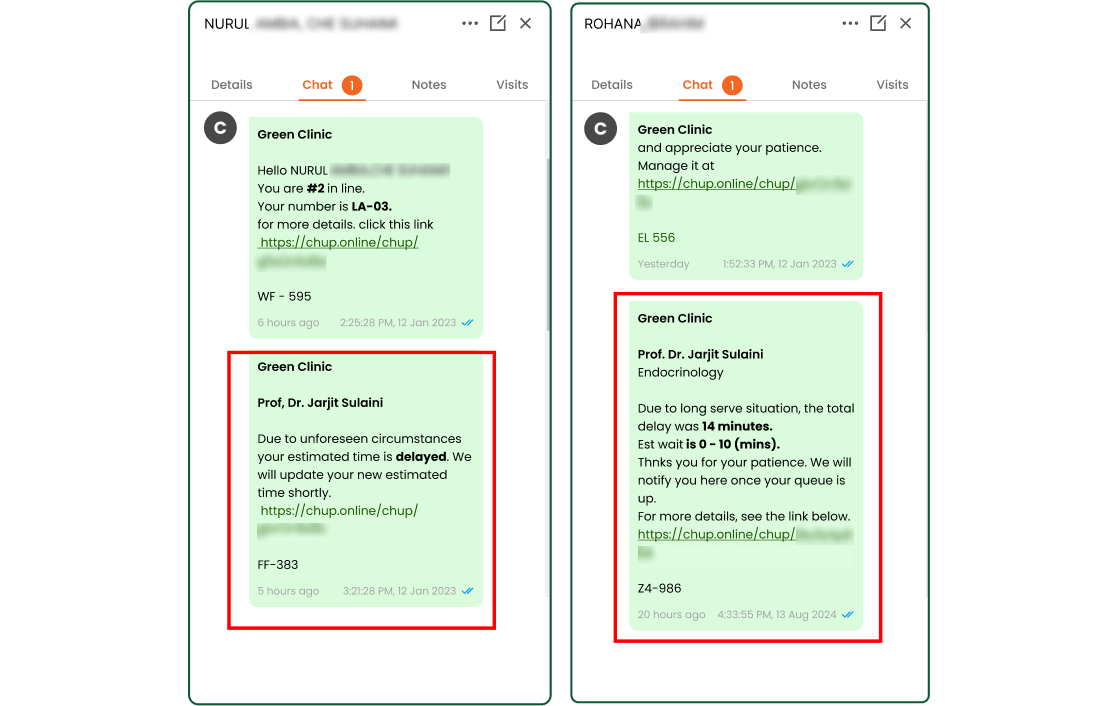 NURUL
Details Chat 1 Notes Visits
C
Green Clinic
Hello NURUL
You are #2 in line.
Your number is LA-03.
for more details. click this link
https://chup.online/chup/
WF - 595
6 hours ago 2:25:28 PM, 12 Jan 2023
Green Clinic
Prof, Dr. Jarjit Sulaini
Due to unforeseen circumstances
your estimated time is delayed. We
will update your new estimated
time shortly.
https://chup.online/chup/
FF-383
5 hours ago 3:21:28 PM, 12 Jan 2023
ROHANA
Details Chat 1 Notes Visits
C
Green Clinic
and appreciate your patience.
Manage it at
https://chup.online/chup/
EL 556
Yesterday 1:52:33 PM, 12 Jan 2023
Green Clinic
Prof. Dr. Jarjit Sulaini
Endocrinology
Due to long serve situation, the total
delay was 14 minutes.
Est wait is 0 - 10 (mins).
Thnks you for your patience. We will
notify you here once your queue is
up.
For more details, see the link below.
https://chup.online/chup/
Z4-986
20 hours ago 4:33:55 PM, 13 Aug 2024